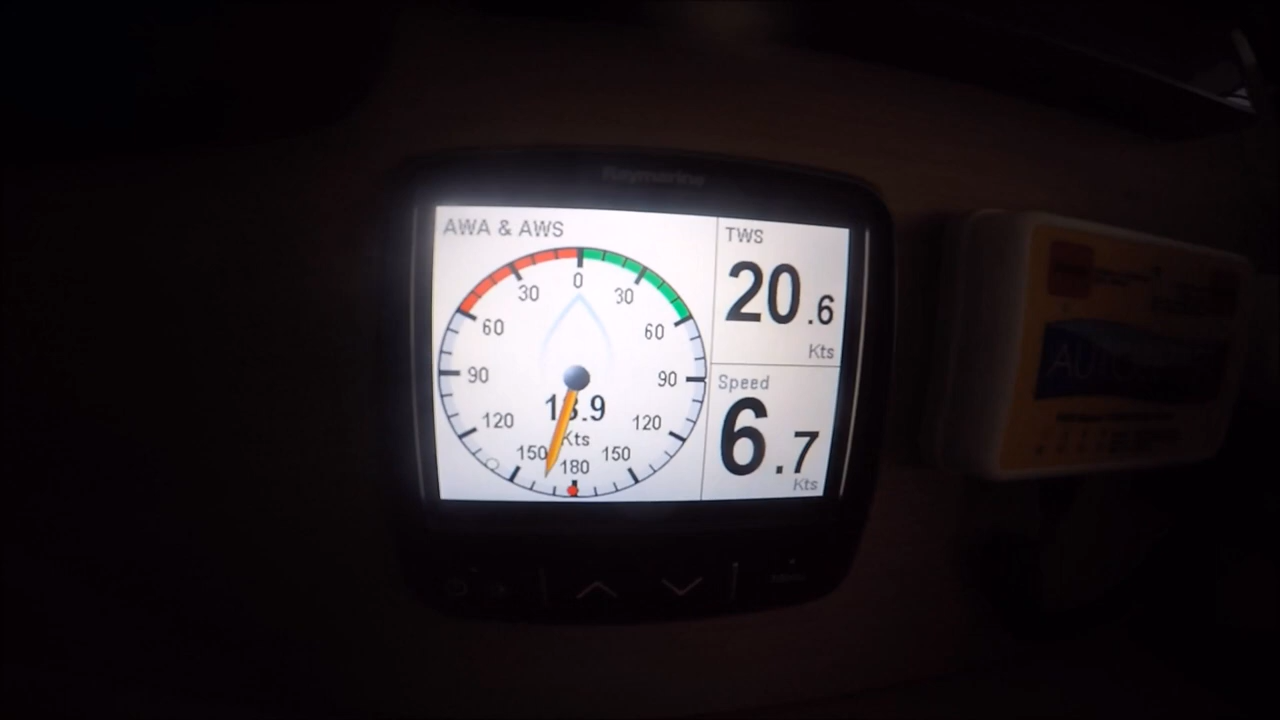 Raymarine
AWA & AWS
0
30 30
60 60
90 90
120 120
150 150
180
13.9
Kts
TWS
20.6
Kts
Speed
6.7
Kts